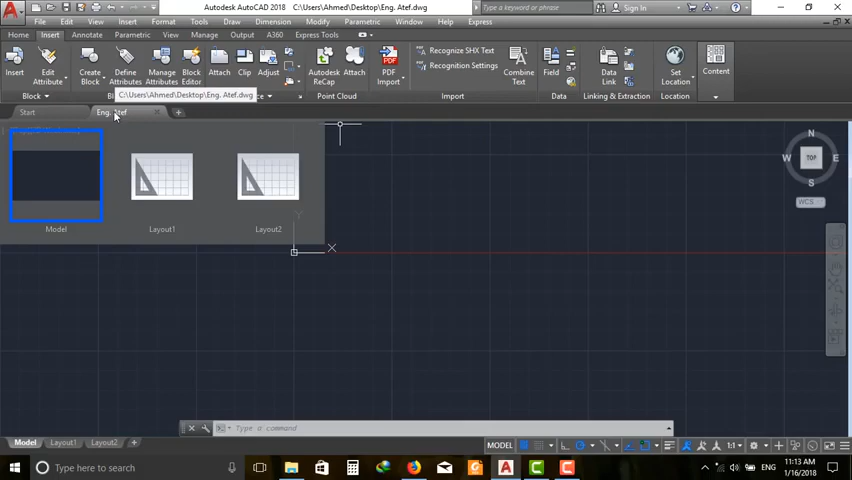 Autodesk AutoCAD 2018 C:\Users\Ahmed\Desktop\Eng. Atef.dwg
Type a keyword or phrase
Sign In
File Edit View Insert Format Tools Draw Dimension Modify Parametric Window Help Express
Home Insert Annotate Parametric View Manage Output A360 Express Tools
Insert
Edit Attribute
Create Block
Define Attributes
Manage Attributes
Block Editor
Attach
Clip
Adjust
Autodesk ReCap
Attach
PDF Import
Recognize SHX Text
Recognition Settings
Combine Text
Field
Data Link
Set Location
Content
Block
Point Cloud
Import
Data
Location
C:\Users\Ahmed\Desktop\Eng. Atef.dwg
Start
Eng. Atef
Model
Layout1
Layout2
Y
X
W
TOP
E
S
WCS
Type a command
Model Layout1 Layout2
MODEL
1:1
Type here to search
ENG
11:13 AM
1/16/2018